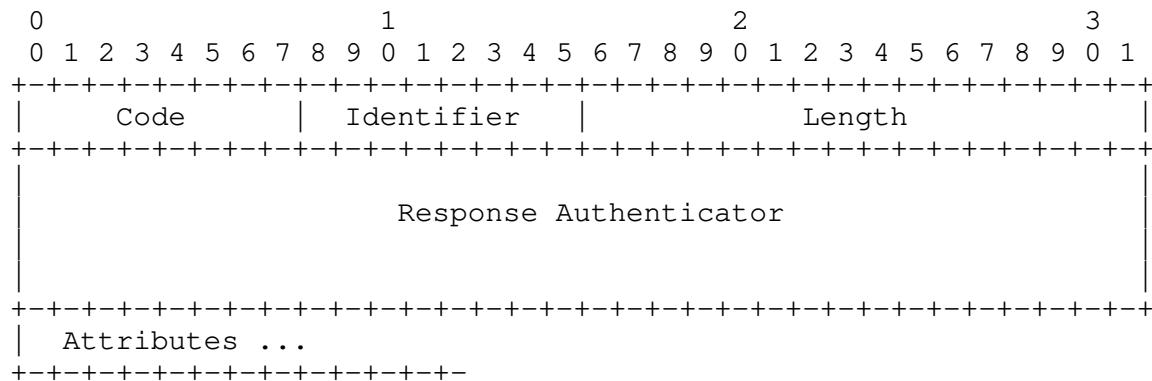 0                   1                   2                   3
 0 1 2 3 4 5 6 7 8 9 0 1 2 3 4 5 6 7 8 9 0 1 2 3 4 5 6 7 8 9 0 1
+-+-+-+-+-+-+-+-+-+-+-+-+-+-+-+-+-+-+-+-+-+-+-+-+-+-+-+-+-+-+-+-+
|     Code      |  Identifier   |            Length             |
+-+-+-+-+-+-+-+-+-+-+-+-+-+-+-+-+-+-+-+-+-+-+-+-+-+-+-+-+-+-+-+-+
|                                                               |
|                     Response Authenticator                    |
|                                                               |
|                                                               |
+-+-+-+-+-+-+-+-+-+-+-+-+-+-+-+-+-+-+-+-+-+-+-+-+-+-+-+-+-+-+-+-+
|  Attributes ...
+-+-+-+-+-+-+-+-+-+-+-+-+-